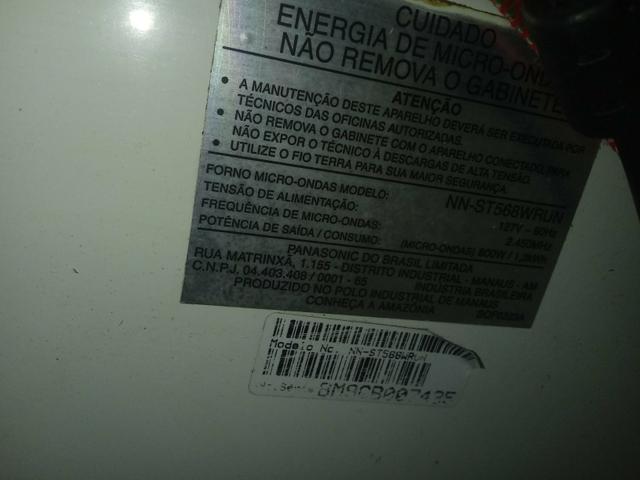 CUIDADO
ENERGIA DE MICRO-ONDAS
NÃO REMOVA O GABINETE
ATENÇÃO
• A MANUTENÇÃO DESTE APARELHO DEVERÁ SER EXECUTADA POR
TÉCNICOS DAS OFICINAS AUTORIZADAS.
• NÃO REMOVA O GABINETE COM O APARELHO CONECTADO, PARA
NÃO EXPOR O TÉCNICO À DESCARGAS DE ALTA TENSÃO.
• UTILIZE O FIO TERRA PARA SUA MAIOR SEGURANÇA.
FORNO MICRO-ONDAS MODELO: NN-ST568WRUN
TENSÃO DE ALIMENTAÇÃO: 127V - 60Hz
FREQUÊNCIA DE MICRO-ONDAS: 2.450MHz
POTÊNCIA DE SAÍDA / CONSUMO: (MICRO-ONDAS) 800W /
PANASONIC DO BRASIL LIMITADA
RUA MATRINXÃ, 1.155 - DISTRITO INDUSTRIAL - MANAUS - AM
C.N.P.J. 04.403.408 / 0001 - 65 INDÚSTRIA BRASILEIRA
PRODUZIDO NO POLO INDUSTRIAL DE MANAUS
CONHEÇA A AMAZÔNIA
Modelo No. NN-ST568WRUN